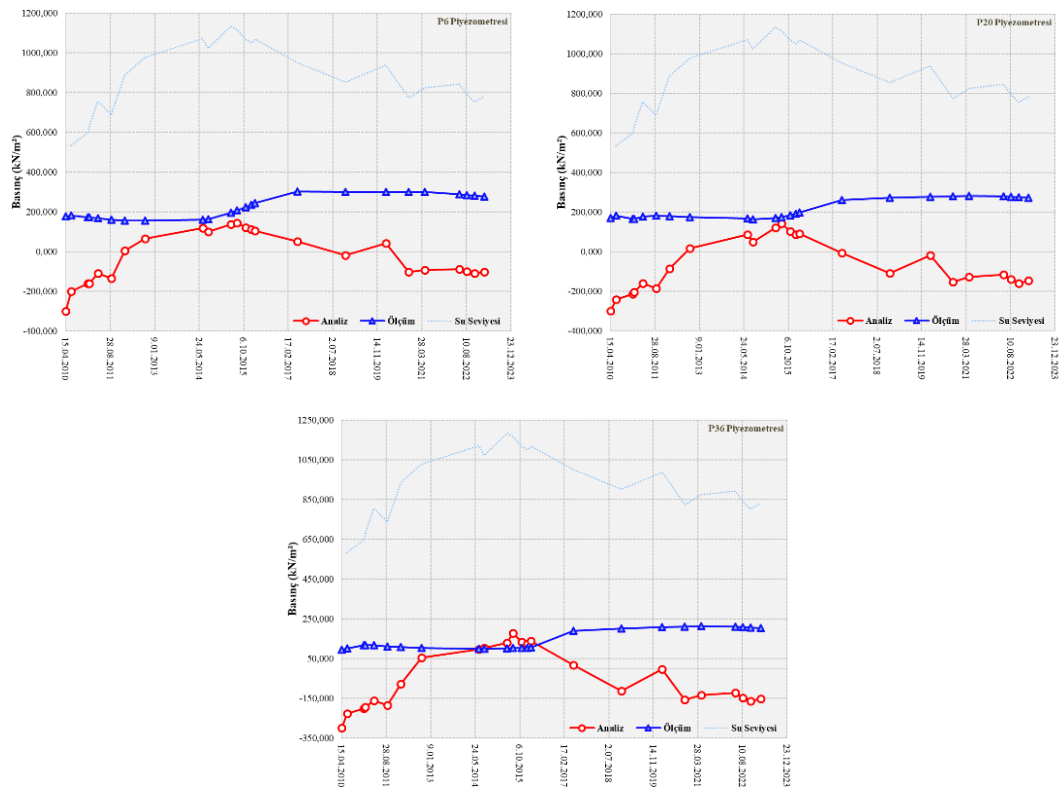 P6 Piyezometresi
Basınç (kN/m²)
1200,000
1000,000
800,000
600,000
400,000
200,000
0,000
-200,000
-400,000
Analiz Ölçüm Su Seviyesi
15.04.2010 28.08.2011 9.01.2013 24.05.2014 6.10.2015 17.02.2017 2.07.2018 14.11.2019 28.03.2021 10.08.2022 23.12.2023
P20 Piyezometresi
Basınç (kN/m²)
1200,000
1000,000
800,000
600,000
400,000
200,000
0,000
-200,000
-400,000
Analiz Ölçüm Su Seviyesi
15.04.2010 28.08.2011 9.01.2013 24.05.2014 6.10.2015 17.02.2017 2.07.2018 14.11.2019 28.03.2021 10.08.2022 23.12.2023
P36 Piyezometresi
Basınç (kN/m²)
1250,000
1050,000
850,000
650,000
450,000
250,000
50,000
-150,000
-350,000
Analiz Ölçüm Su Seviyesi
15.04.2010 28.08.2011 9.01.2013 24.05.2014 6.10.2015 17.02.2017 2.07.2018 14.11.2019 28.03.2021 10.08.2022 23.12.2023